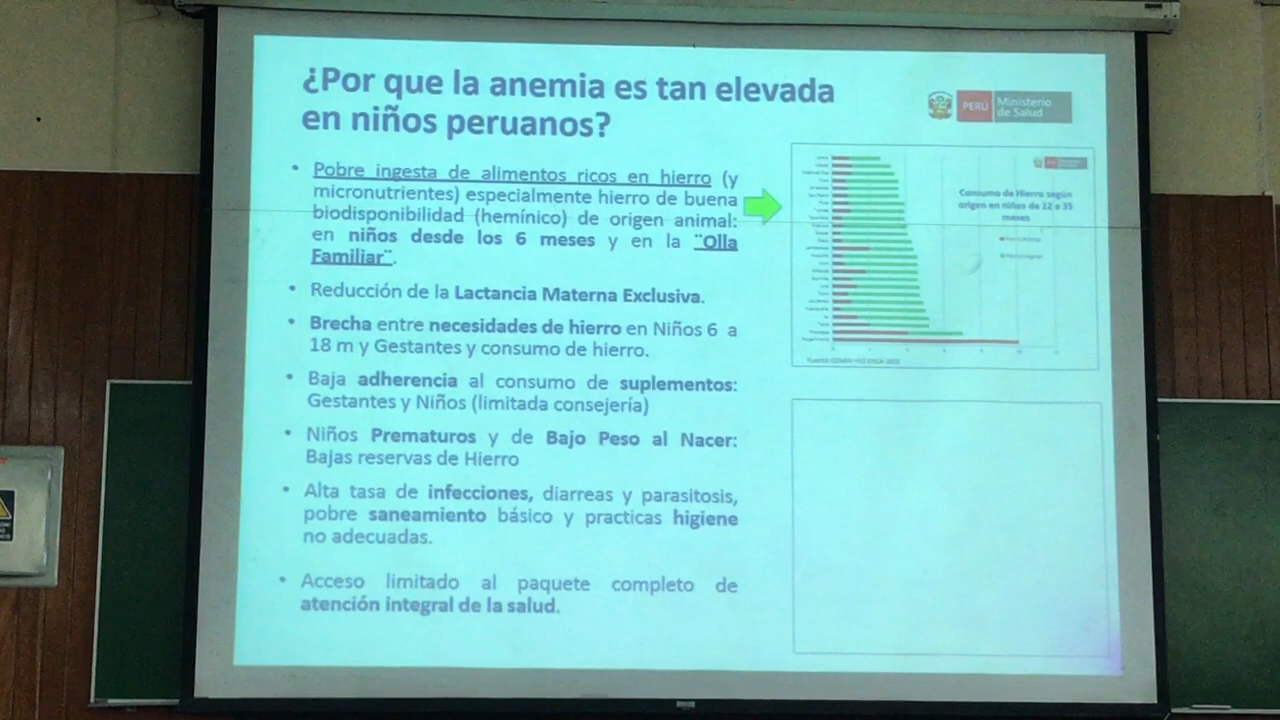 ¿Por que la anemia es tan elevada
en niños peruanos?
PERÚ
Ministerio
de Salud
• Pobre ingesta de alimentos ricos en hierro (y
micronutrientes) especialmente hierro de buena
biodisponibilidad (hemínico) de origen animal:
en niños desde los 6 meses y en la ¨Olla
Familiar¨.
• Reducción de la Lactancia Materna Exclusiva.
• Brecha entre necesidades de hierro en Niños 6 a
18 m y Gestantes y consumo de hierro.
• Baja adherencia al consumo de suplementos:
Gestantes y Niños (limitada consejería)
• Niños Prematuros y de Bajo Peso al Nacer:
Bajas reservas de Hierro
• Alta tasa de infecciones, diarreas y parasitosis,
pobre saneamiento básico y practicas higiene
no adecuadas.
• Acceso limitado al paquete completo de
atención integral de la salud.
Consumo de Hierro según
origen en niños de 12 a 35
meses